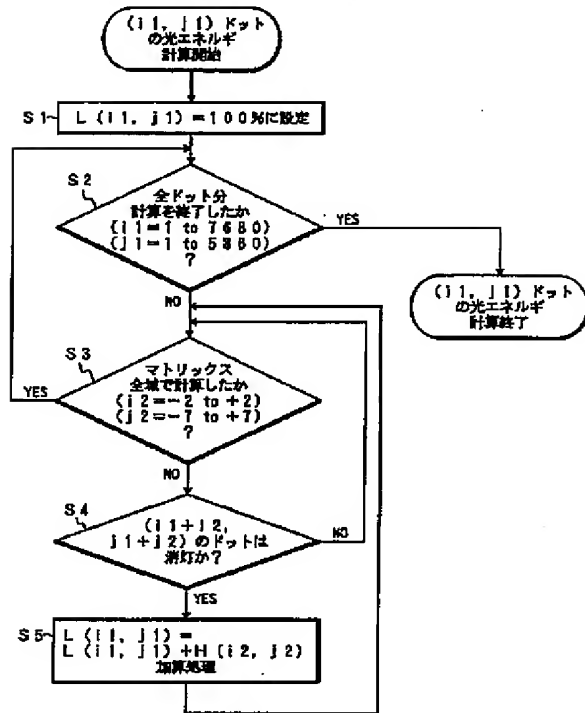 (i1, j1) ドット
の光エネルギ
計算開始
S1
L (i1, j1) =100%に設定
S2
全ドット分
計算を終了したか
(i1=1 to 7680)
(j1=1 to 5360)
?
YES
NO
(i1, j1) ドット
の光エネルギ
計算終了
S3
マトリックス
全域で計算したか
(i2=-2 to +2)
(j2=-7 to +7)
?
YES
NO
S4
(i1+i2,
j1+j2) のドットは
消灯か?
NO
YES
S5
L (i1, j1) =
L (i1, j1) +H (i2, j2)
加算処理